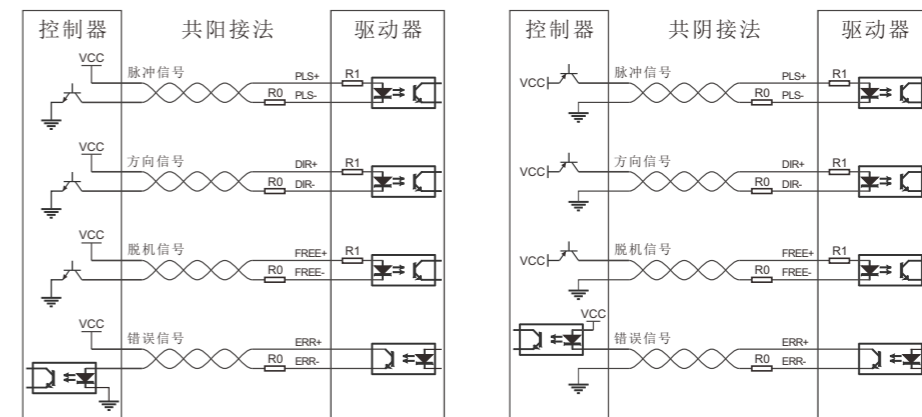 控制器 共阳接法 驱动器
VCC
脉冲信号 PLS+ R1
R0 PLS-
VCC
方向信号 DIR+ R1
R0 DIR-
VCC
脱机信号 FREE+ R1
R0 FREE-
VCC
错误信号 ERR+
R0 ERR-
控制器 共阴接法 驱动器
VCC 脉冲信号 PLS+ R1
R0 PLS-
VCC 方向信号 DIR+ R1
R0 DIR-
VCC 脱机信号 FREE+ R1
R0 FREE-
VCC
错误信号 ERR+
R0 ERR-